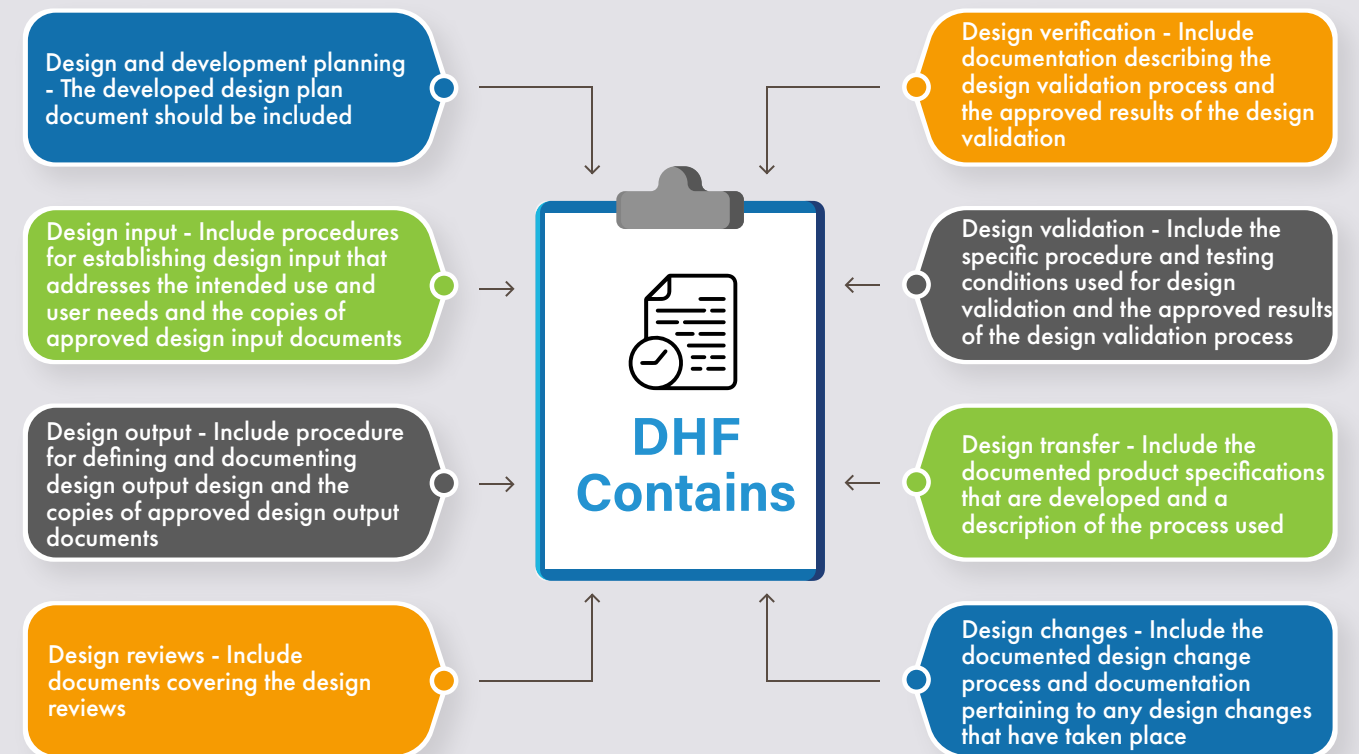 Design and development planning
- The developed design plan
document should be included
Design input - Include procedures
for establishing design input that
addresses the intended use and
user needs and the copies of
approved design input documents
Design output - Include procedure
for defining and documenting
design output design and the
copies of approved design output
documents
Design reviews - Include
documents covering the design
reviews
DHF
Contains
Design verification - Include
documentation describing the
design validation process and
the approved results of the design
validation
Design validation - Include the
specific procedure and testing
conditions used for design
validation and the approved results
of the design validation process
Design transfer - Include the
documented product specifications
that are developed and a
description of the process used
Design changes - Include the
documented design change
process and documentation
pertaining to any design changes
that have taken place